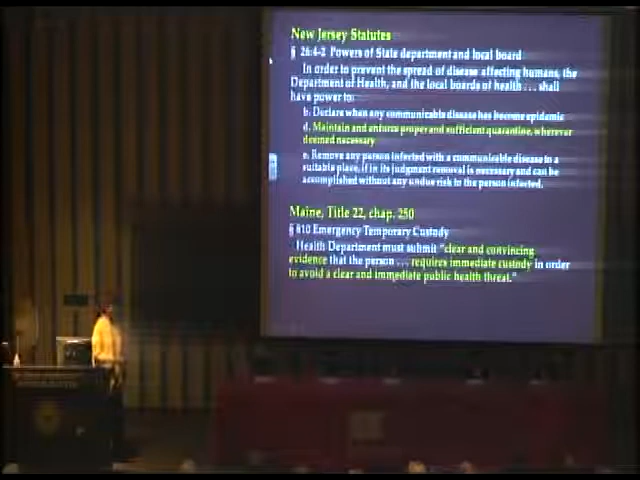 New Jersey Statutes
§ 26:4-2 Powers of State department and local board
In order to prevent the spread of disease affecting humans, the
Department of Health, and the local boards of health . . . shall
have power to:
b. Declare when any communicable disease has become epidemic
d. Maintain and enforce proper and sufficient quarantine, wherever
deemed necessary
e. Remove any person infected with a communicable disease to a
suitable place, if in its judgment removal is necessary and can be
accomplished without any undue risk to the person infected.
Maine, Title 22, chap. 250
§ 810 Emergency Temporary Custody
Health Department must submit "clear and convincing
evidence that the person . . . requires immediate custody in order
to avoid a clear and immediate public health threat."